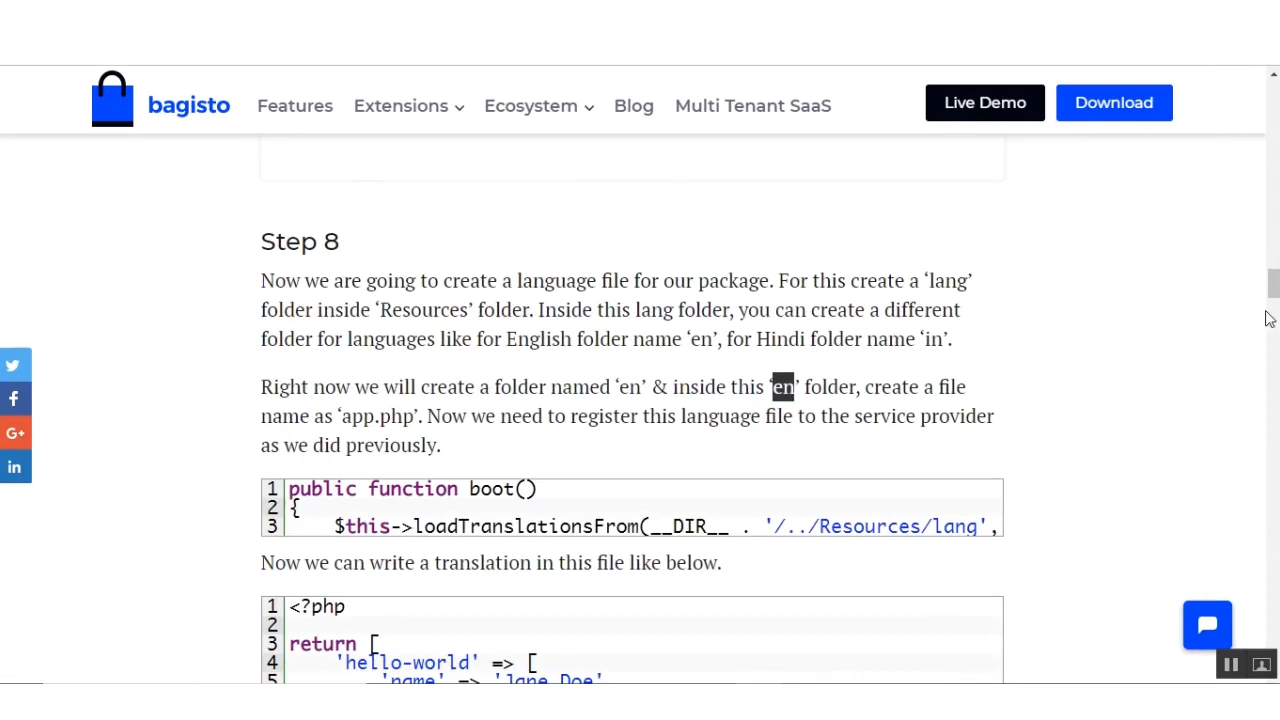 bagisto
Features
Extensions
Ecosystem
Blog
Multi Tenant SaaS
Live Demo
Download
Step 8
Now we are going to create a language file for our package. For this create a ‘lang’
folder inside ‘Resources’ folder. Inside this lang folder, you can create a different
folder for languages like for English folder name ‘en’, for Hindi folder name ‘in’.
Right now we will create a folder named ‘en’ & inside this ‘en’ folder, create a file
name as ‘app.php’. Now we need to register this language file to the service provider
as we did previously.
1 public function boot()
2 {
3 $this->loadTranslationsFrom(__DIR__ . '/../Resources/lang',
Now we can write a translation in this file like below.
1 <?php
2
3 return [
4 'hello-world' => [
5 'name' => 'Jane Doe'
G+
in